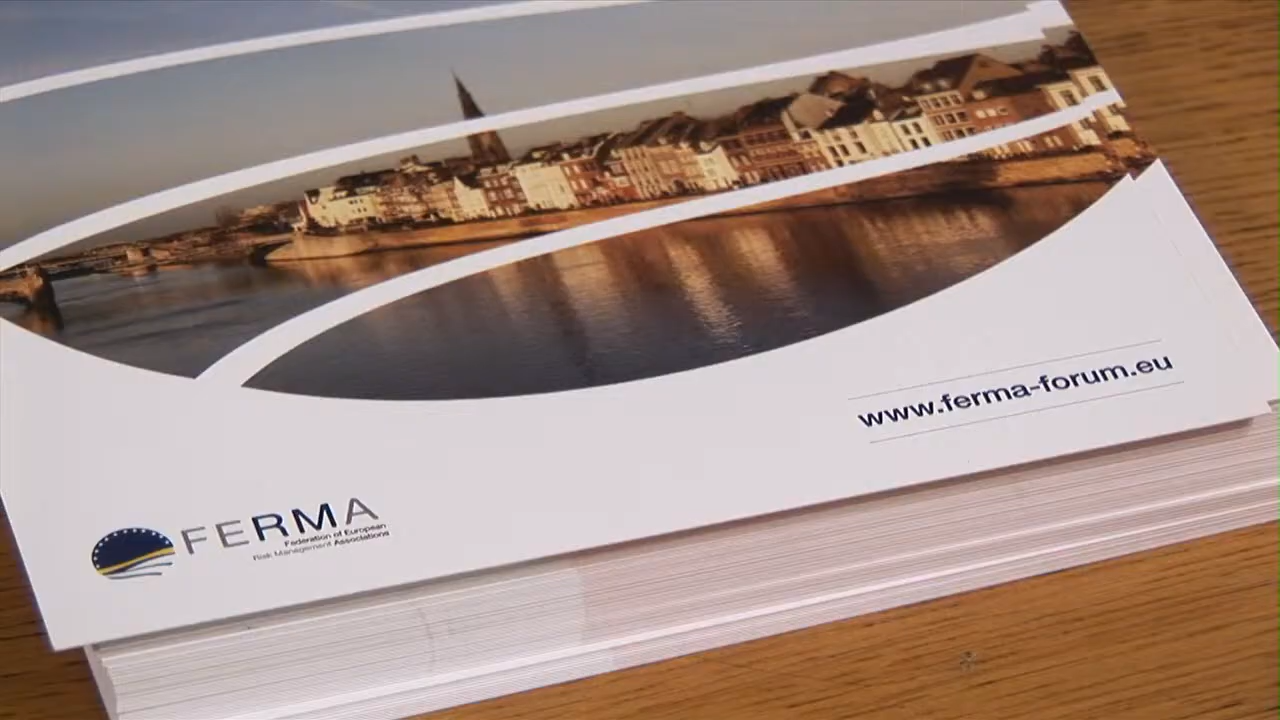 www.ferma-forum.eu
FERMA
Federation of European
Risk Management Associations